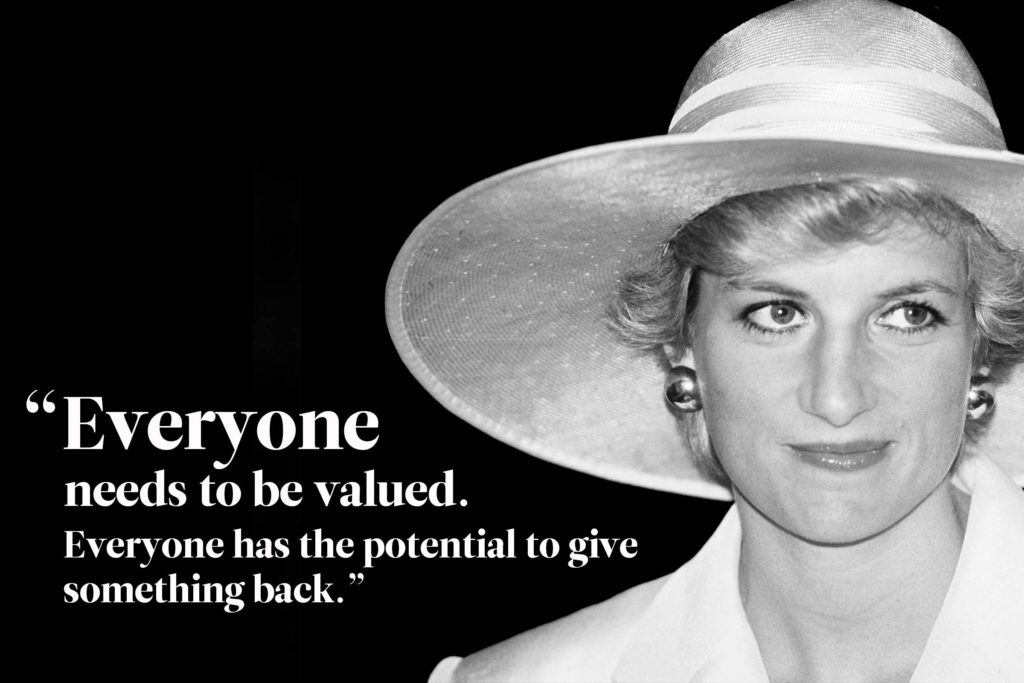 “Everyone
needs to be valued.
Everyone has the potential to give
something back.”